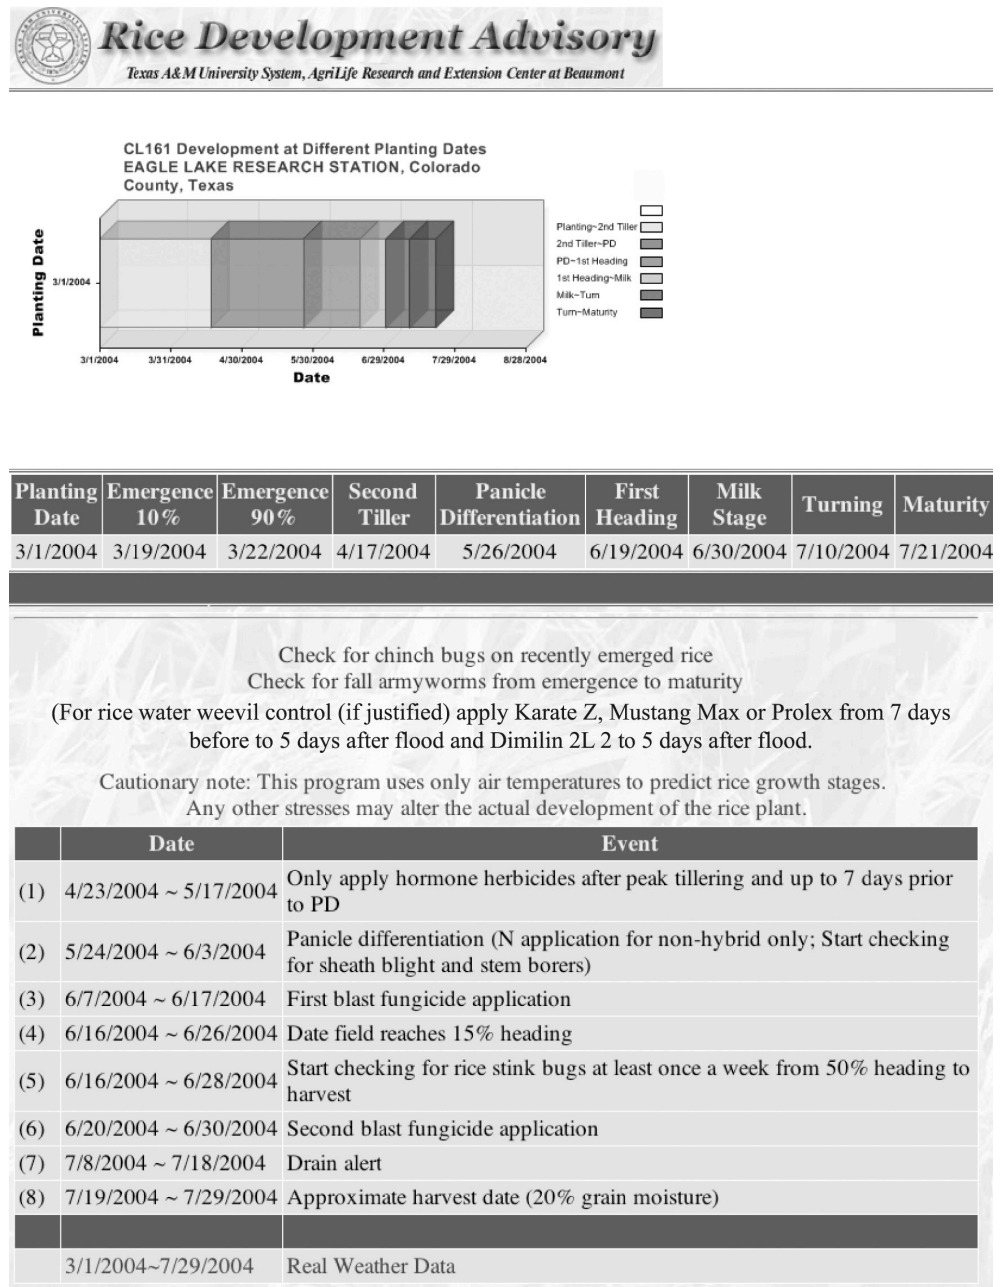 Rice Development Advisory
Texas A&M University System, AgriLife Research and Extension Center at Beaumont
CL161 Development at Different Planting Dates
EAGLE LAKE RESEARCH STATION, Colorado
County, Texas
Planting Date
3/1/2004
3/1/2004 3/31/2004 4/30/2004 5/30/2004 6/29/2004 7/29/2004 8/28/2004
Date
Planting~2nd Tiller
2nd Tiller~PD
PD~1st Heading
1st Heading~Milk
Milk~Turn
Turn~Maturity
Planting Date Emergence 10% Emergence 90% Second Tiller Panicle Differentiation First Heading Milk Stage Turning Maturity
3/1/2004 3/19/2004 3/22/2004 4/17/2004 5/26/2004 6/19/2004 6/30/2004 7/10/2004 7/21/2004
Check for chinch bugs on recently emerged rice
Check for fall armyworms from emergence to maturity
(For rice water weevil control (if justified) apply Karate Z, Mustang Max or Prolex from 7 days
before to 5 days after flood and Dimilin 2L 2 to 5 days after flood.
Cautionary note: This program uses only air temperatures to predict rice growth stages.
Any other stresses may alter the actual development of the rice plant.
Date Event
(1) 4/23/2004 ~ 5/17/2004 Only apply hormone herbicides after peak tillering and up to 7 days prior
to PD
(2) 5/24/2004 ~ 6/3/2004 Panicle differentiation (N application for non-hybrid only; Start checking
for sheath blight and stem borers)
(3) 6/7/2004 ~ 6/17/2004 First blast fungicide application
(4) 6/16/2004 ~ 6/26/2004 Date field reaches 15% heading
(5) 6/16/2004 ~ 6/28/2004 Start checking for rice stink bugs at least once a week from 50% heading to
harvest
(6) 6/20/2004 ~ 6/30/2004 Second blast fungicide application
(7) 7/8/2004 ~ 7/18/2004 Drain alert
(8) 7/19/2004 ~ 7/29/2004 Approximate harvest date (20% grain moisture)
3/1/2004~7/29/2004 Real Weather Data